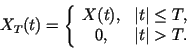 X_T(t) = { X(t), |t| ≤ T,
0, |t| > T.